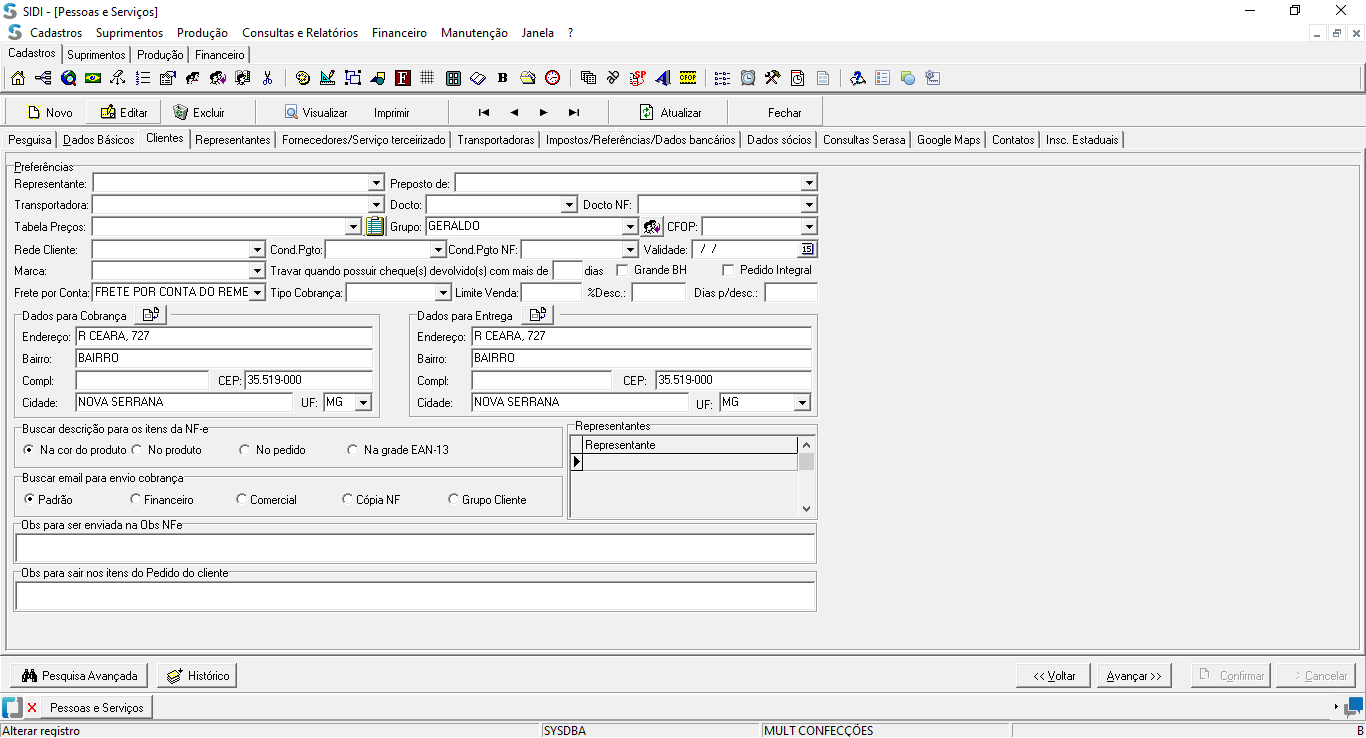 SIDI - [Pessoas e Serviços]
Cadastros Suprimentos Produção Consultas e Relatórios Financeiro Manutenção Janela ?
Cadastros Suprimentos Produção Financeiro
F B SP CFOP
Novo Editar Excluir Visualizar Imprimir Atualizar Fechar
Pesquisa Dados Básicos Clientes Representantes Fornecedores/Serviço terceirizado Transportadoras Impostos/Referências/Dados bancários Dados sócios Consultas Serasa Google Maps Contatos Insc. Estaduais
Preferências
Representante: Preposto de:
Transportadora: Docto: Docto NF:
Tabela Preços: Grupo: GERALDO CFOP:
Rede Cliente: Cond.Pgto: Cond.Pgto NF: Validade: / / 15
Marca: Travar quando possuir cheque(s) devolvido(s) com mais de dias Grande BH Pedido Integral
Frete por Conta: FRETE POR CONTA DO REME Tipo Cobrança: Limite Venda: %Desc.: Dias p/desc.:
Dados para Cobrança
Endereço: R CEARA, 727
Bairro: BAIRRO
Compl: CEP: 35.519-000
Cidade: NOVA SERRANA UF: MG
Dados para Entrega
Endereço: R CEARA, 727
Bairro: BAIRRO
Compl: CEP: 35.519-000
Cidade: NOVA SERRANA UF: MG
Buscar descrição para os itens da NF-e
Na cor do produto No produto No pedido Na grade EAN-13
Buscar email para envio cobrança
Padrão Financeiro Comercial Cópia NF Grupo Cliente
Representantes
Representante
Obs para ser enviada na Obs NFe
Obs para sair nos itens do Pedido do cliente
Pesquisa Avançada Histórico << Voltar Avançar >> Confirmar Cancelar
Pessoas e Serviços
Alterar registro SYSDBA MULT CONFECÇÕES B